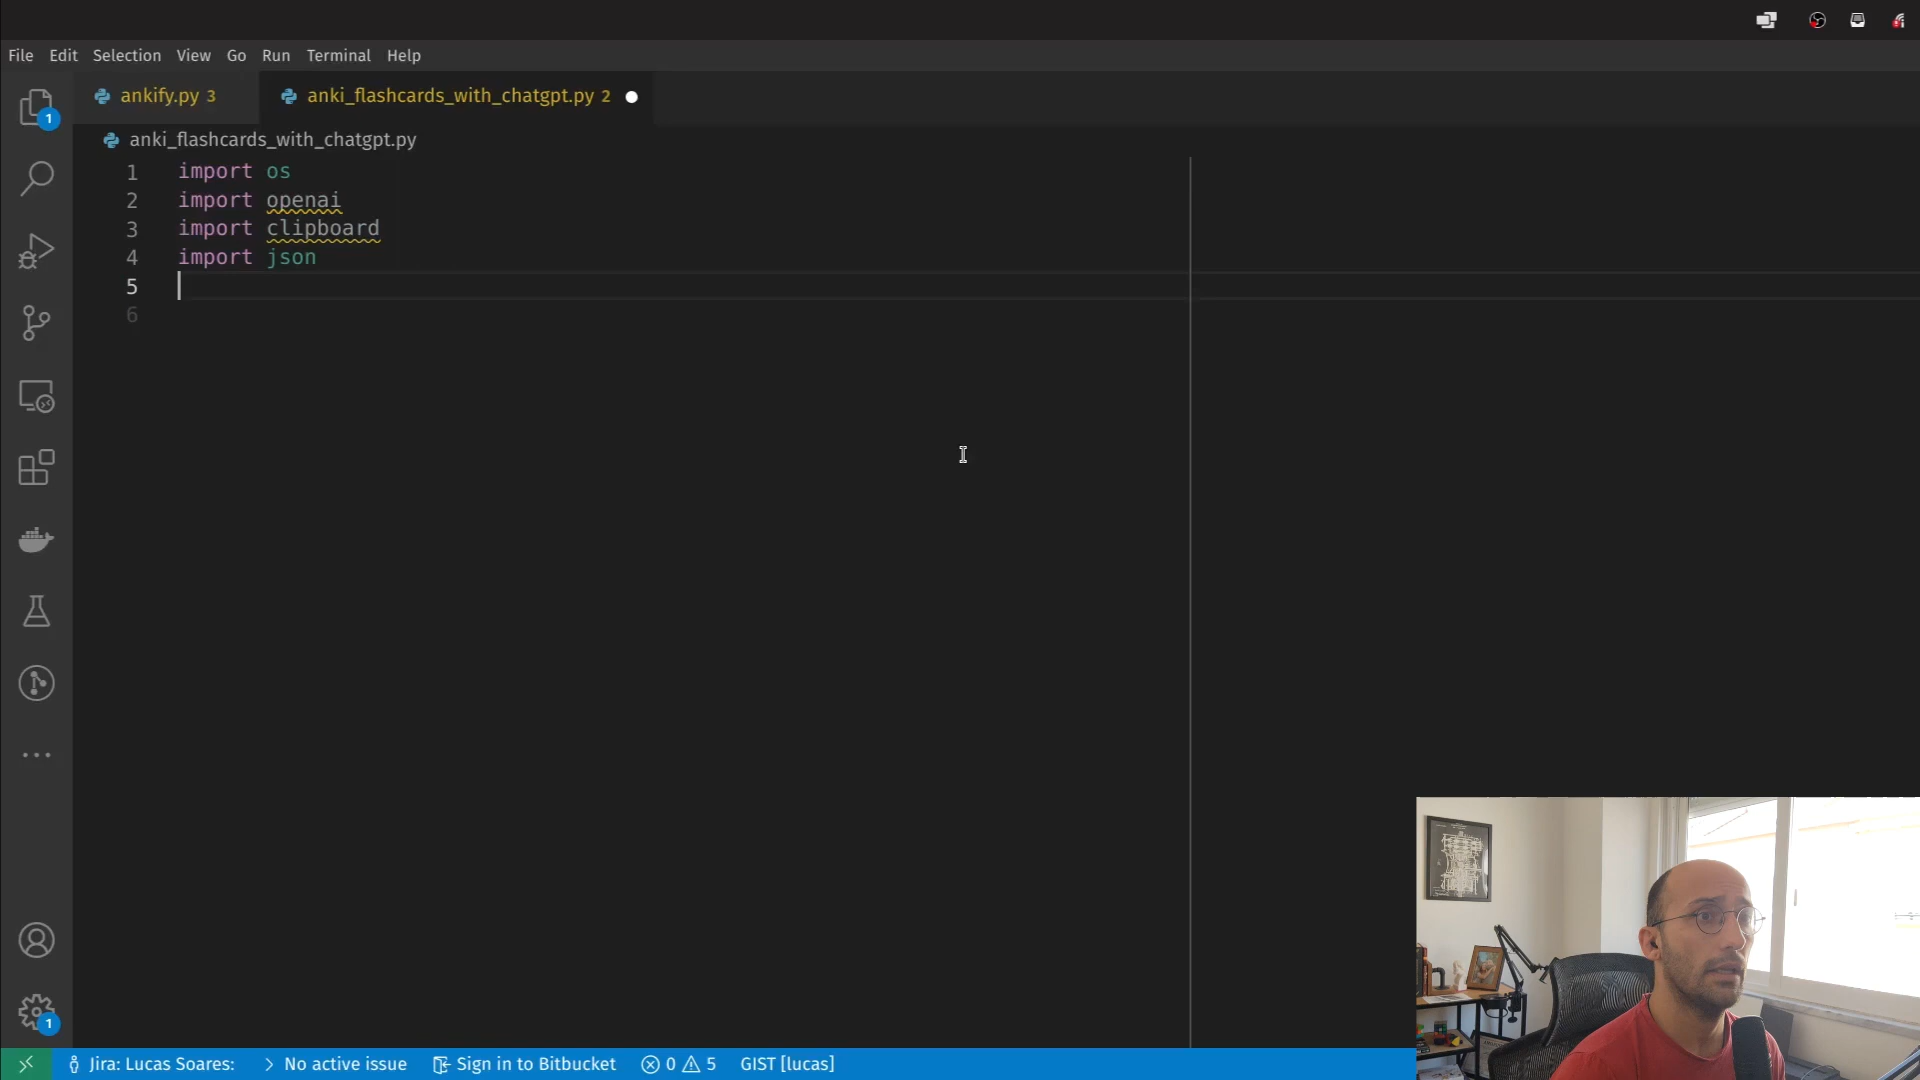 File Edit Selection View Go Run Terminal Help
1
ankify.py 3
anki_flashcards_with_chatgpt.py 2
anki_flashcards_with_chatgpt.py
1 import os
2 import openai
3 import clipboard
4 import json
5
6
1
Jira: Lucas Soares: No active issue Sign in to Bitbucket 0 5 GIST [lucas]